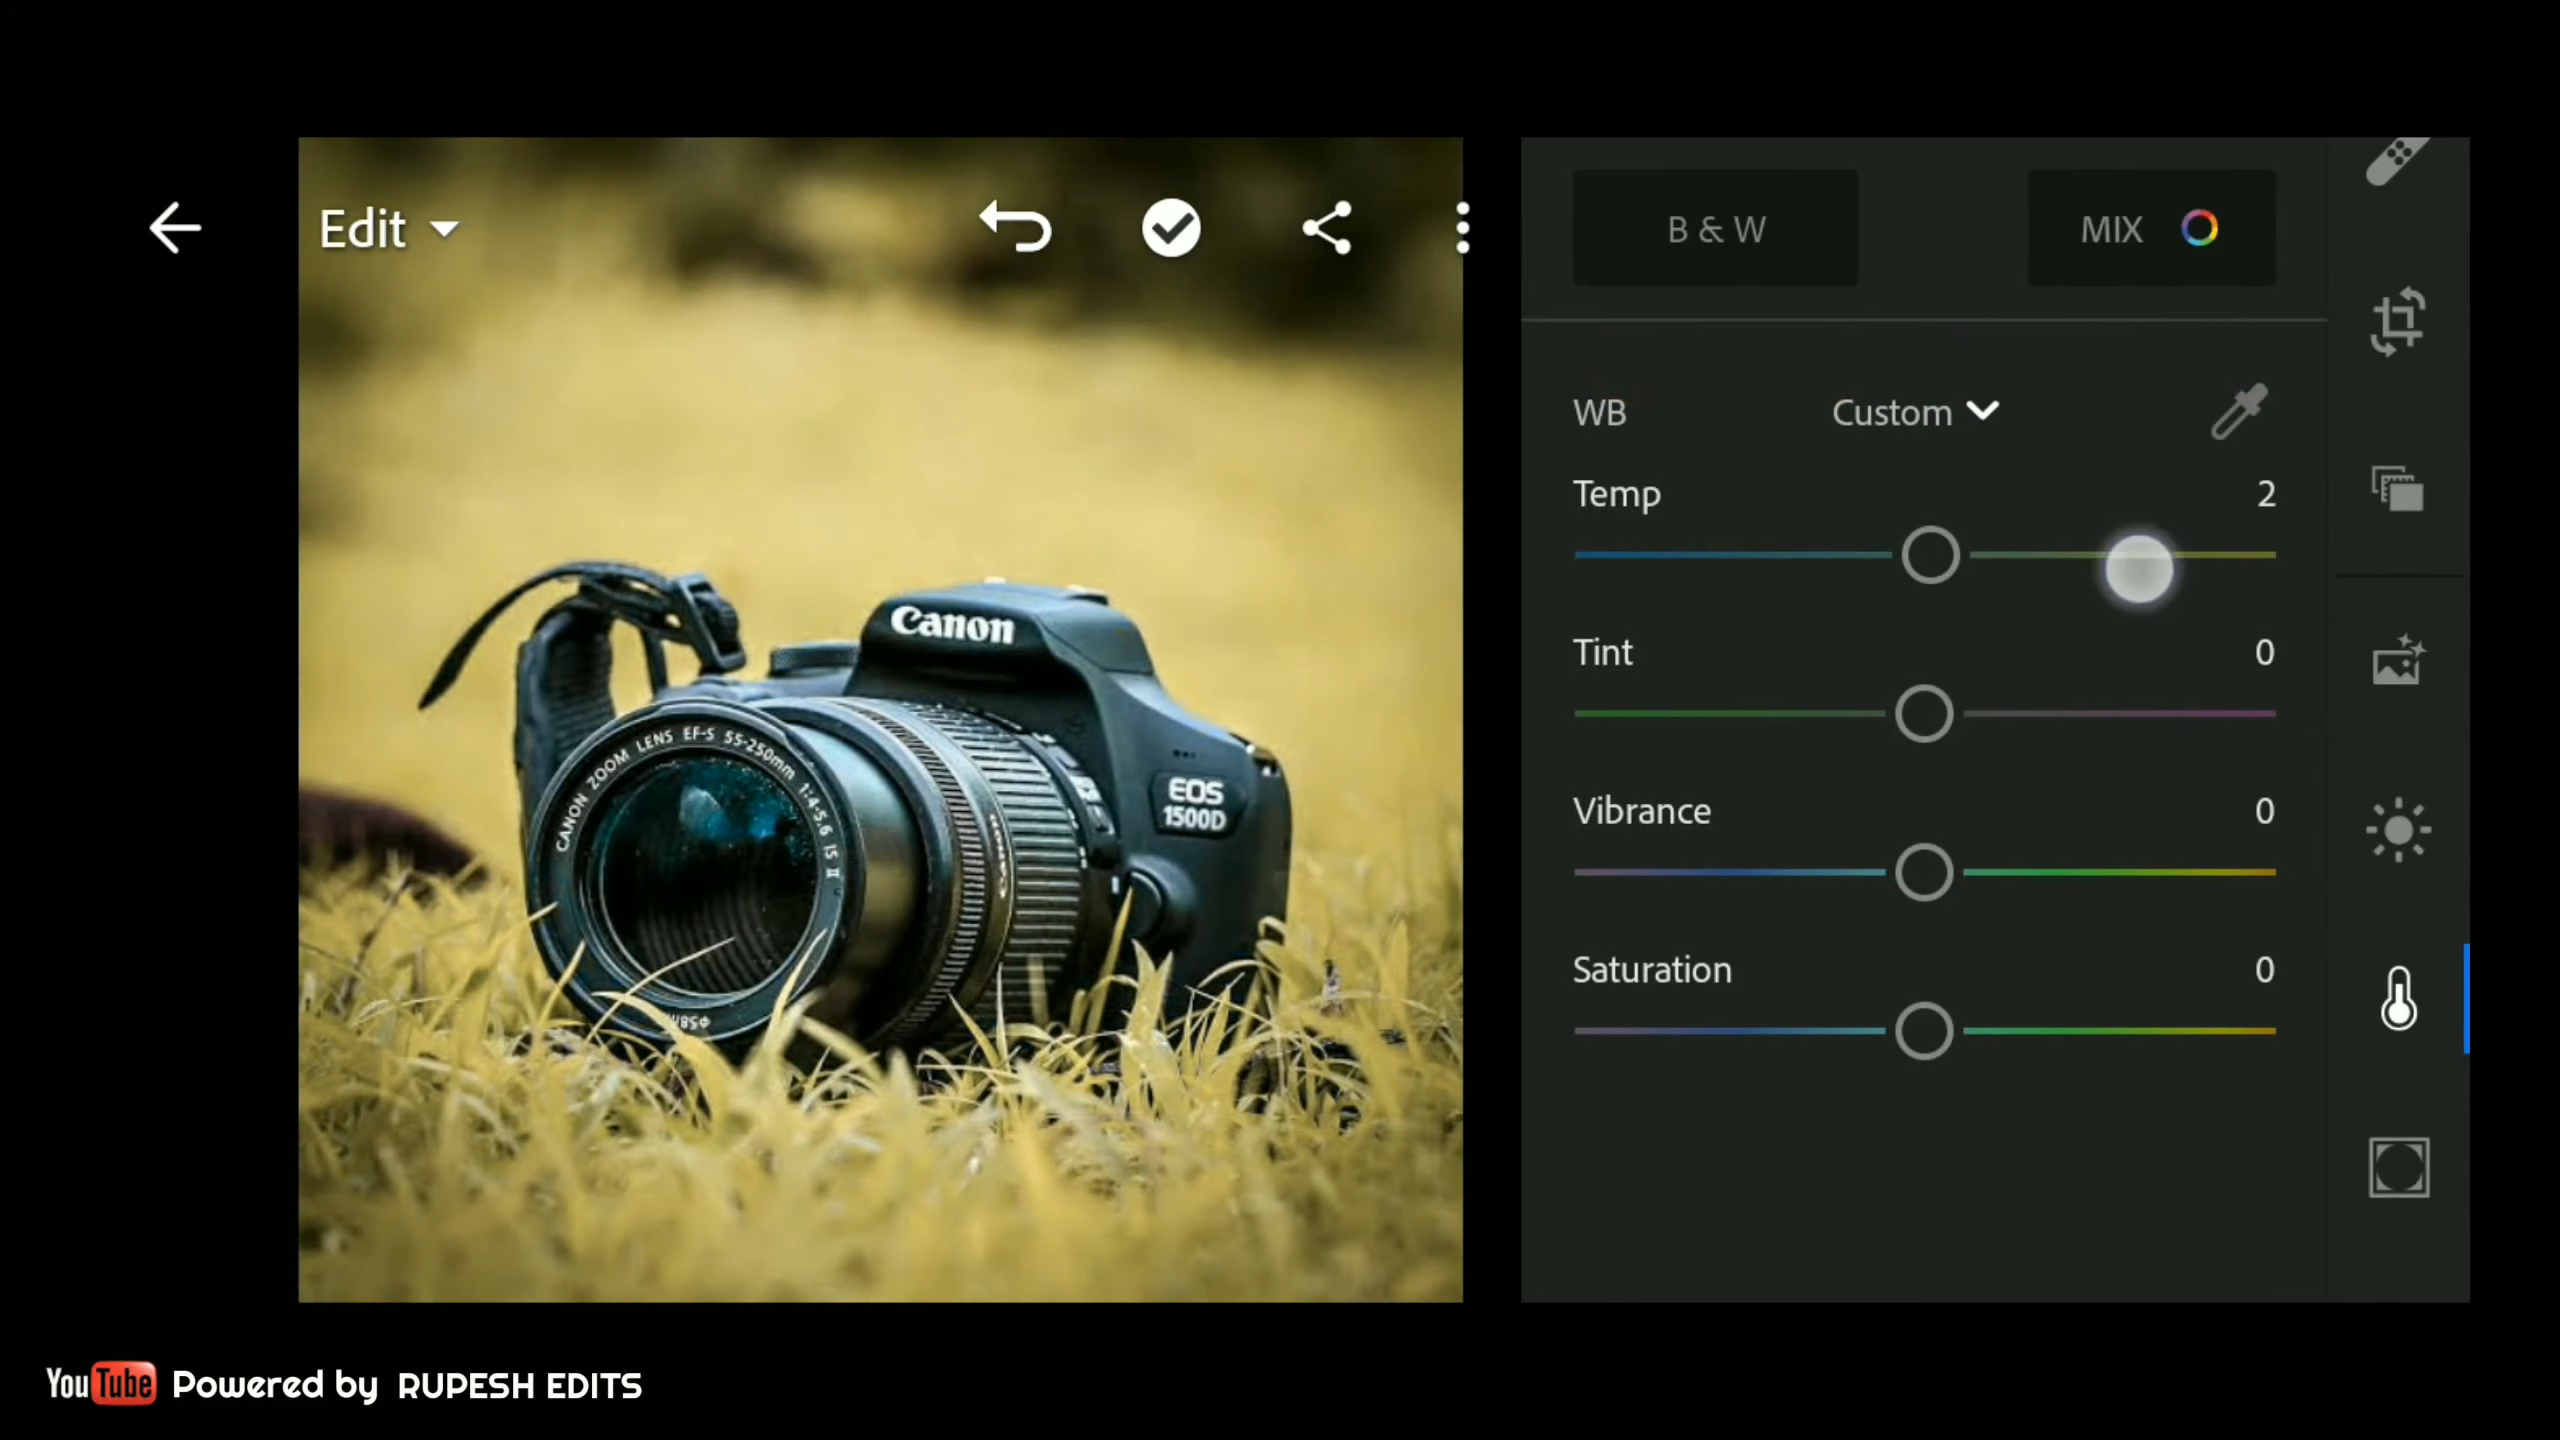 Edit
B & W
MIX
WB
Custom
Temp
2
Tint
0
Vibrance
0
Saturation
0
Canon
EOS
1500D
CANON ZOOM LENS EF-S 55-250mm 1:4-5.6 IS II
Canon
YouTube Powered by RUPESH EDITS